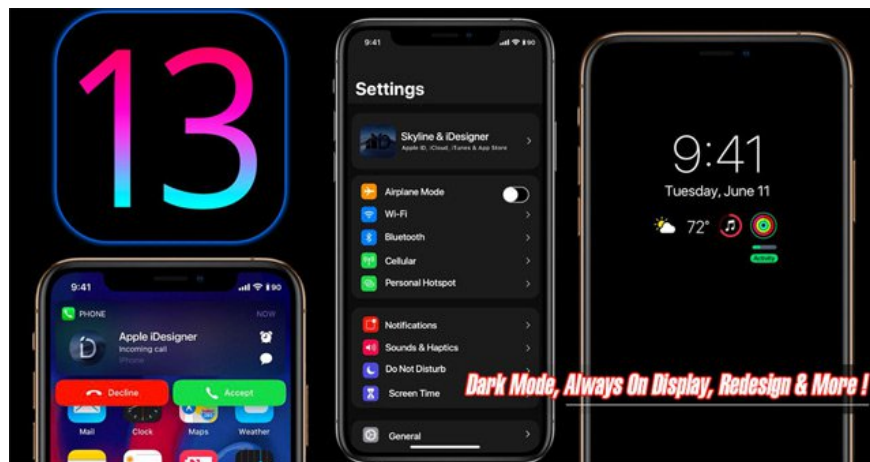 13
9:41
90
PHONE
NOW
Apple iDesigner
Incoming call
iPhone
Decline
Accept
Mail
Clock
Maps
Weather
9:41
90
Settings
Skyline & iDesigner
Apple ID, iCloud, iTunes & App Store
Airplane Mode
Wi-Fi
Bluetooth
Cellular
Personal Hotspot
Notifications
Sounds & Haptics
Do Not Disturb
Screen Time
General
9:41
Tuesday, June 11
72°
Activity
Dark Mode, Always On Display, Redesign & More !